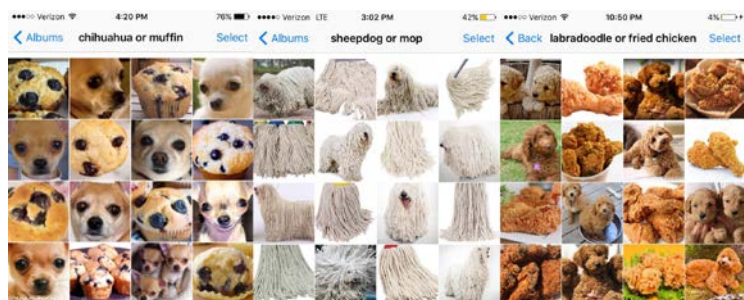 Verizon 4:20 PM 76%
Albums chihuahua or muffin Select
Verizon LTE 3:02 PM 42%
Albums sheepdog or mop Select
Verizon 10:50 PM 4%
Back labradoodle or fried chicken Select